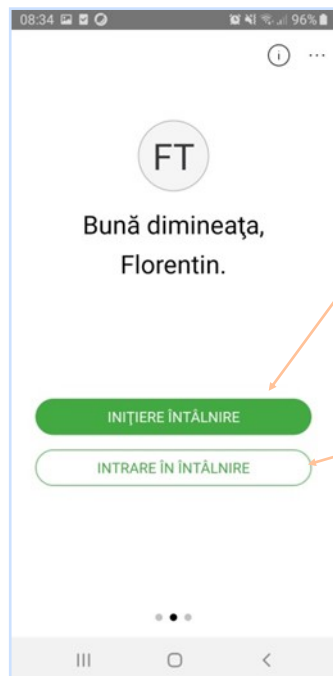 08:34 96%
FT
Bună dimineața,
Florentin.
INIȚIERE ÎNTÂLNIRE
INTRARE ÎN ÎNTÂLNIRE